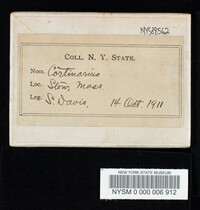 NYSf9562
COLL. N. Y. STATE.
Nom. Cortinarius
Loc. Stow, Mass
Leg. S. Davis, 14 Oct 1911
NEW YORK STATE MUSEUM
NYSM 0 000 006 912